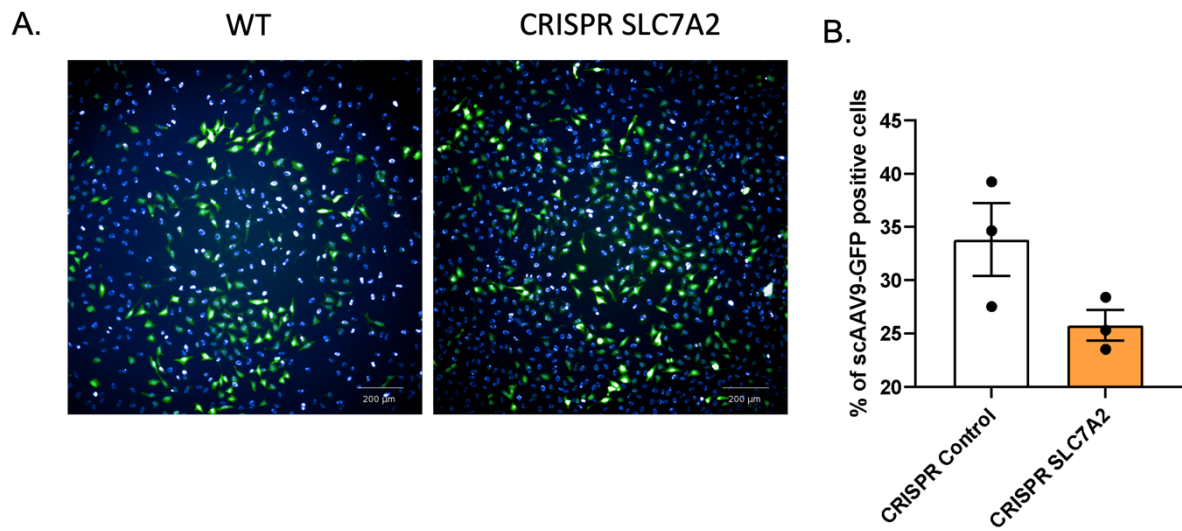 A.
WT
CRISPR SLC7A2
200 µm
200 µm
B.
% of scAAV9-GFP positive cells
45
40
35
30
25
20
CRISPR Control
CRISPR SLC7A2